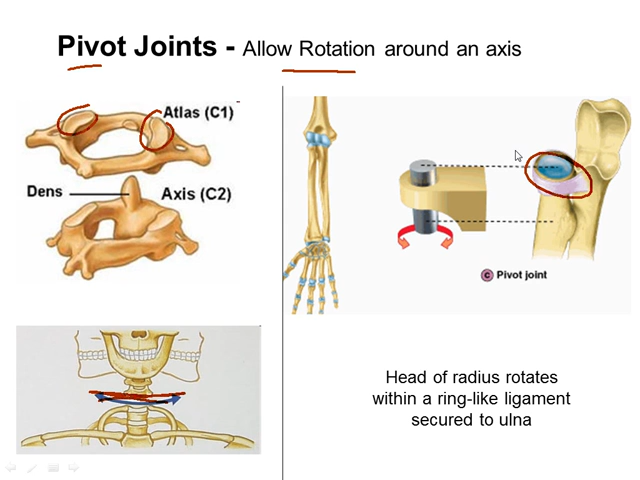 Pivot Joints - Allow Rotation around an axis
Atlas (C1)
Dens
Axis (C2)
C Pivot joint
Head of radius rotates
within a ring-like ligament
secured to ulna